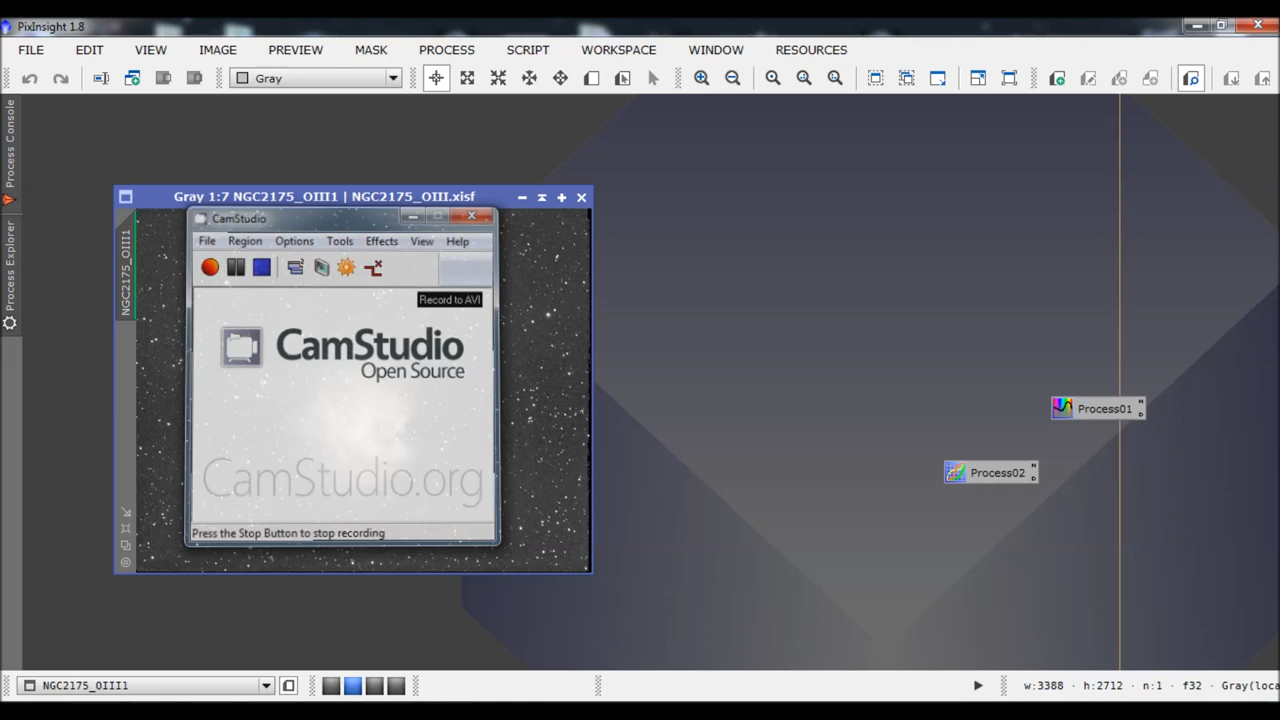 PixInsight 1.8
FILE EDIT VIEW IMAGE PREVIEW MASK PROCESS SCRIPT WORKSPACE WINDOW RESOURCES
Gray
Process Console
Process Explorer
Gray 1:7 NGC2175_OIII1 | NGC2175_OIII.xisf
NGC2175_OIII1
CamStudio
File Region Options Tools Effects View Help
Record to AVI
CamStudio
Open Source
CamStudio.org
Press the Stop Button to stop recording
Process01
N
D
Process02
N
D
NGC2175_OIII1
w:3388 · h:2712 · n:1 · f32 · Gray(loca